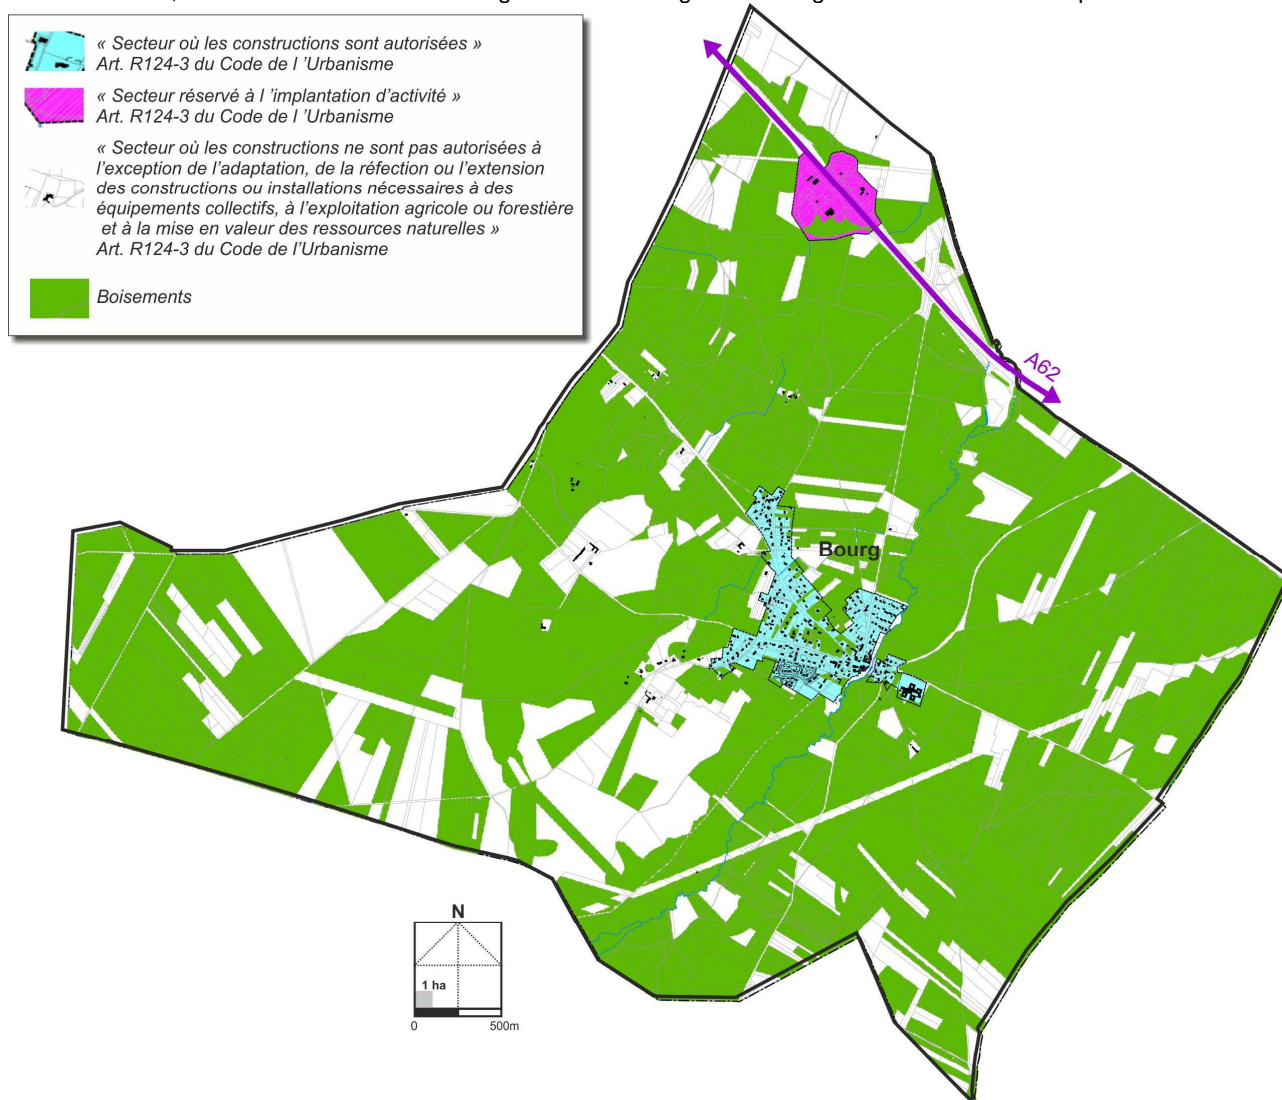 « Secteur où les constructions sont autorisées »
Art. R124-3 du Code de l 'Urbanisme
« Secteur réservé à l 'implantation d'activité »
Art. R124-3 du Code de l 'Urbanisme
« Secteur où les constructions ne sont pas autorisées à
l'exception de l'adaptation, de la réfection ou l'extension
des constructions ou installations nécessaires à des
équipements collectifs, à l'exploitation agricole ou forestière
et à la mise en valeur des ressources naturelles »
Art. R124-3 du Code de l'Urbanisme
Boisements
A62
Bourg
N
1 ha
0 500m